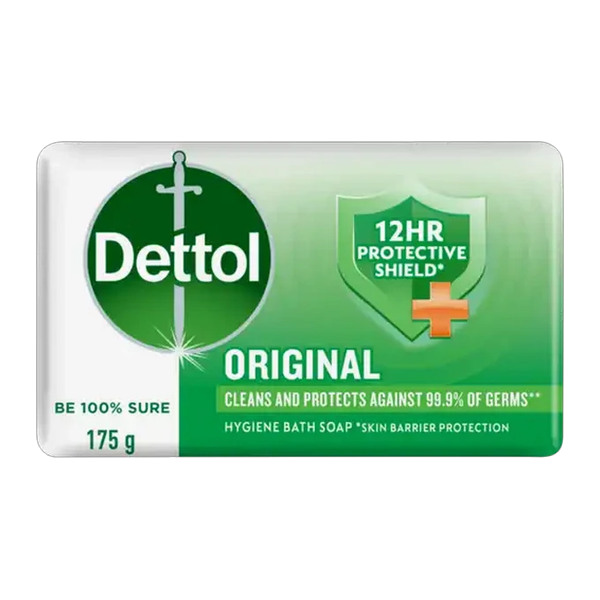 Dettol
12HR
PROTECTIVE
SHIELD*
ORIGINAL
CLEANS AND PROTECTS AGAINST 99.9% OF GERMS**
HYGIENE BATH SOAP *SKIN BARRIER PROTECTION
BE 100% SURE
175 g